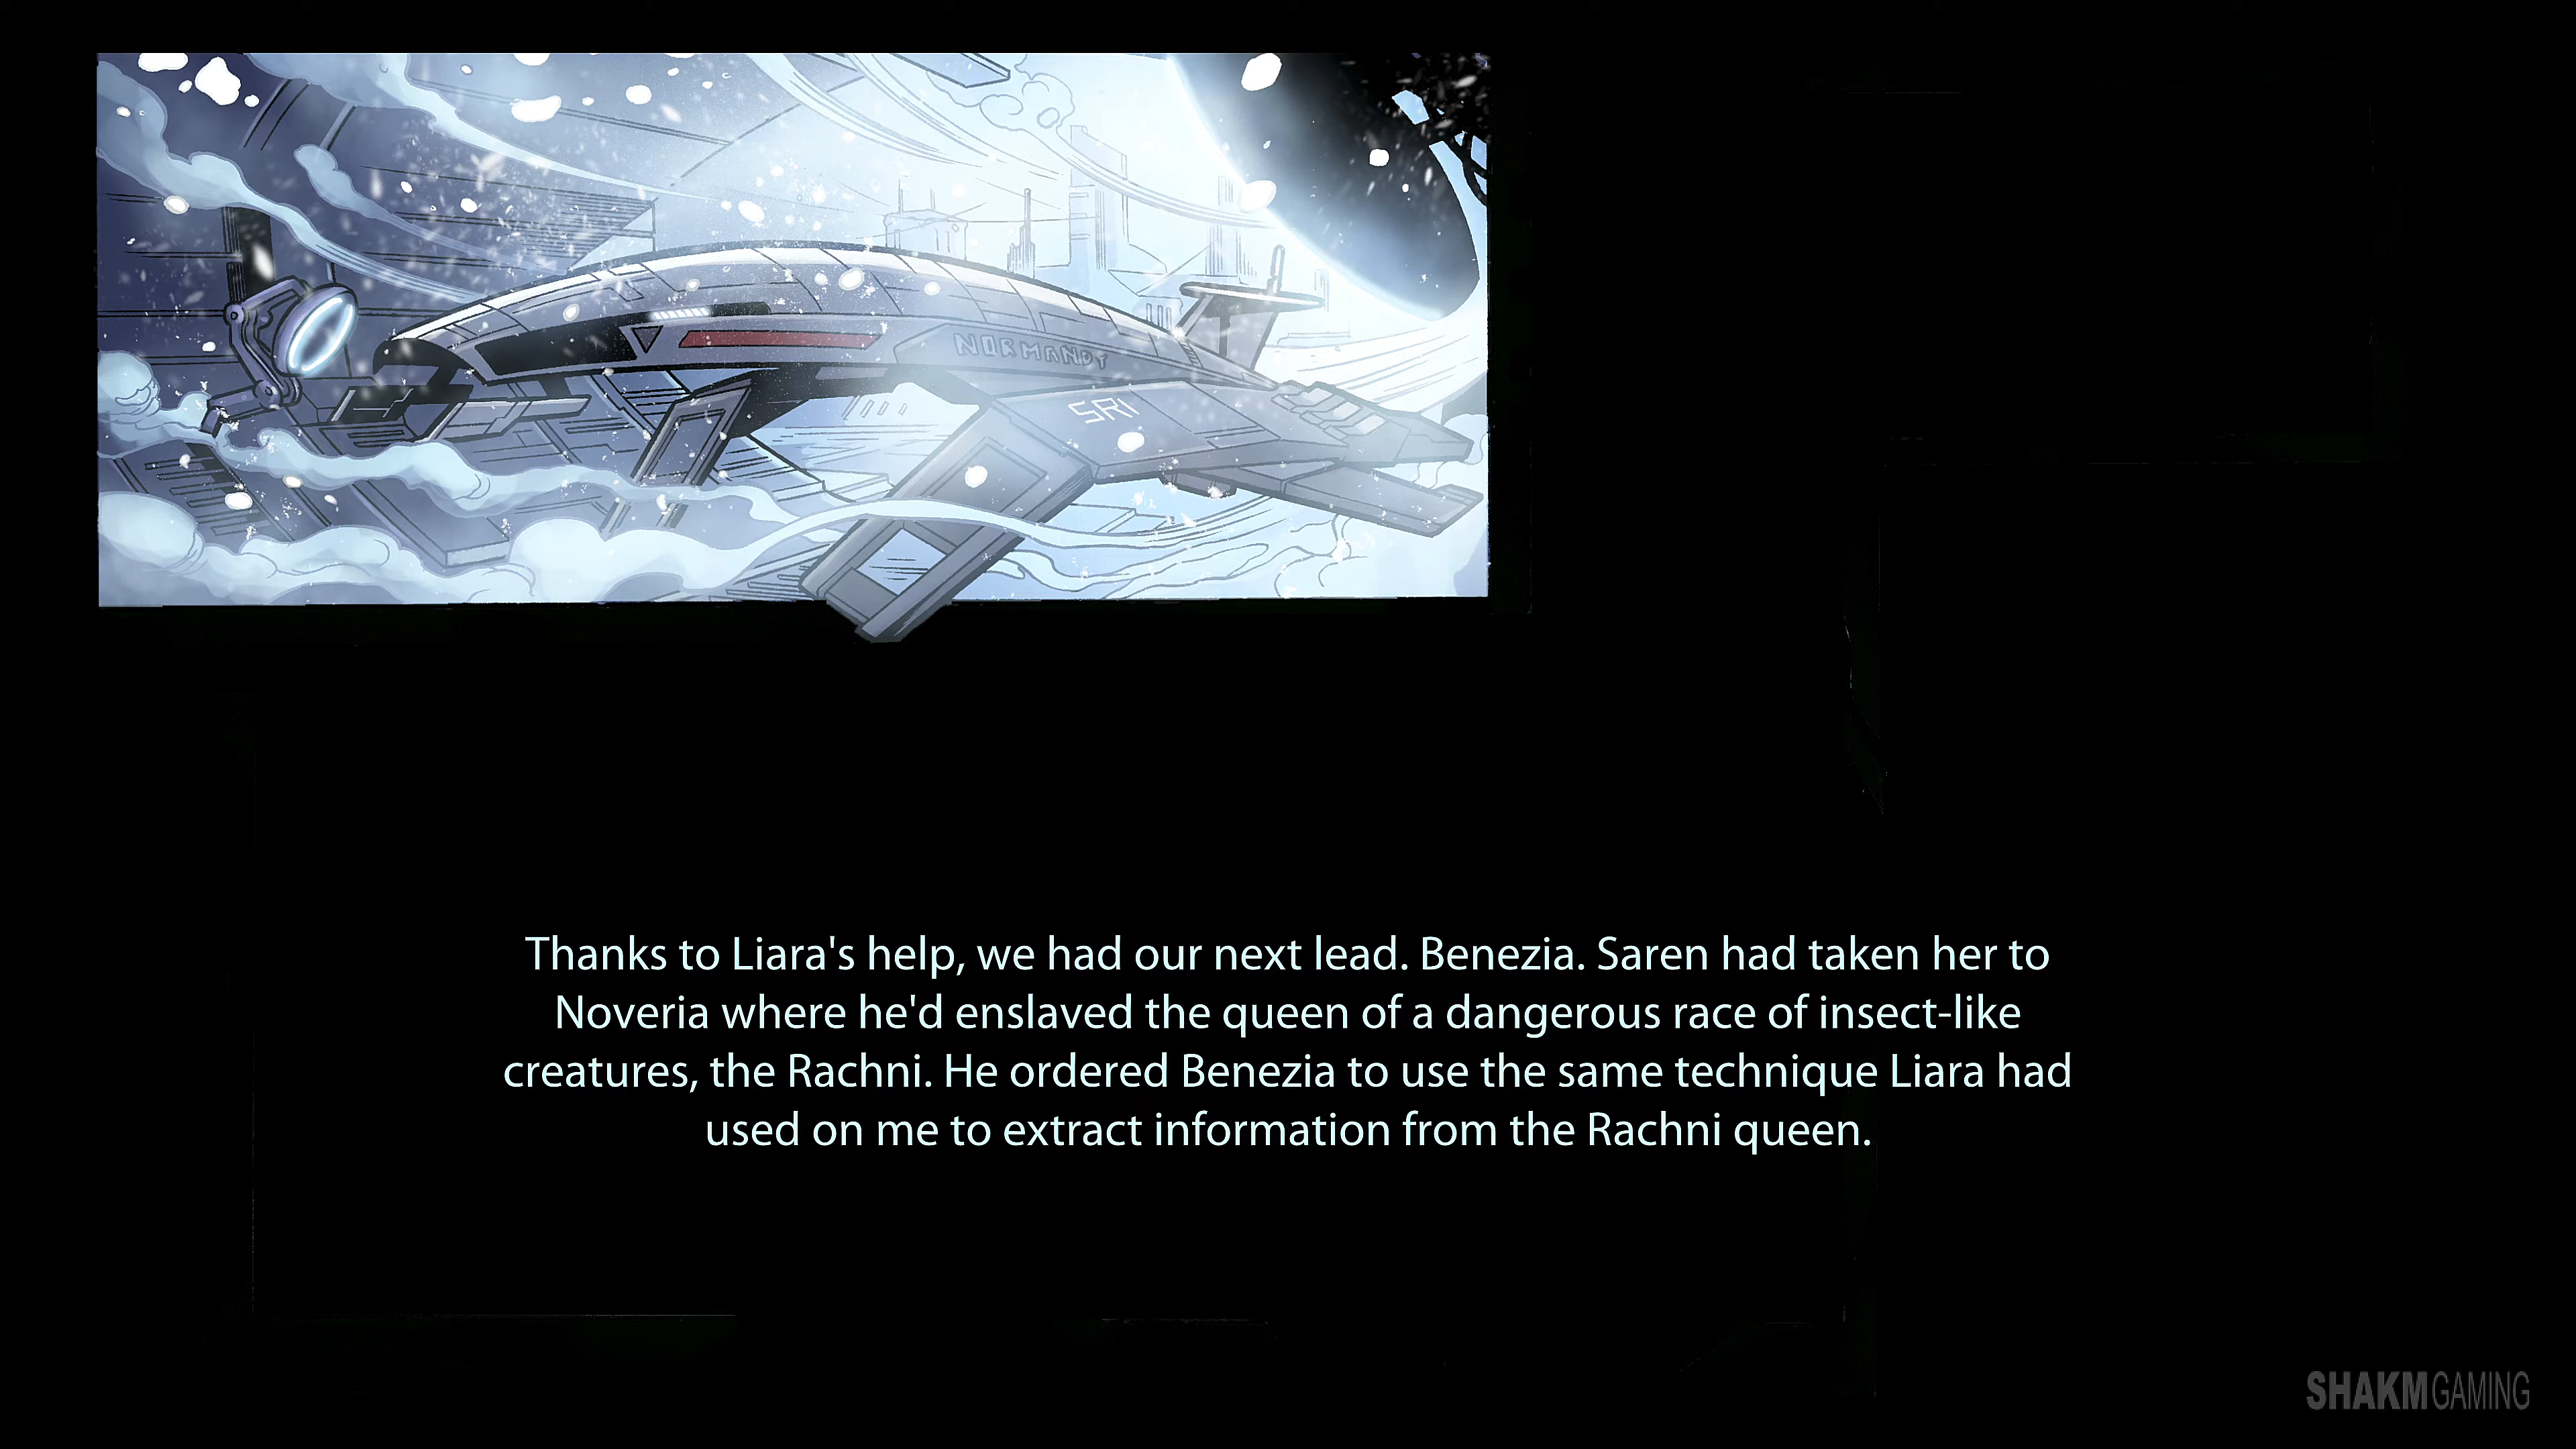 NORMANDY
SR1
Thanks to Liara's help, we had our next lead. Benezia. Saren had taken her to
Noveria where he'd enslaved the queen of a dangerous race of insect-like
creatures, the Rachni. He ordered Benezia to use the same technique Liara had
used on me to extract information from the Rachni queen.
SHAKMGAMING